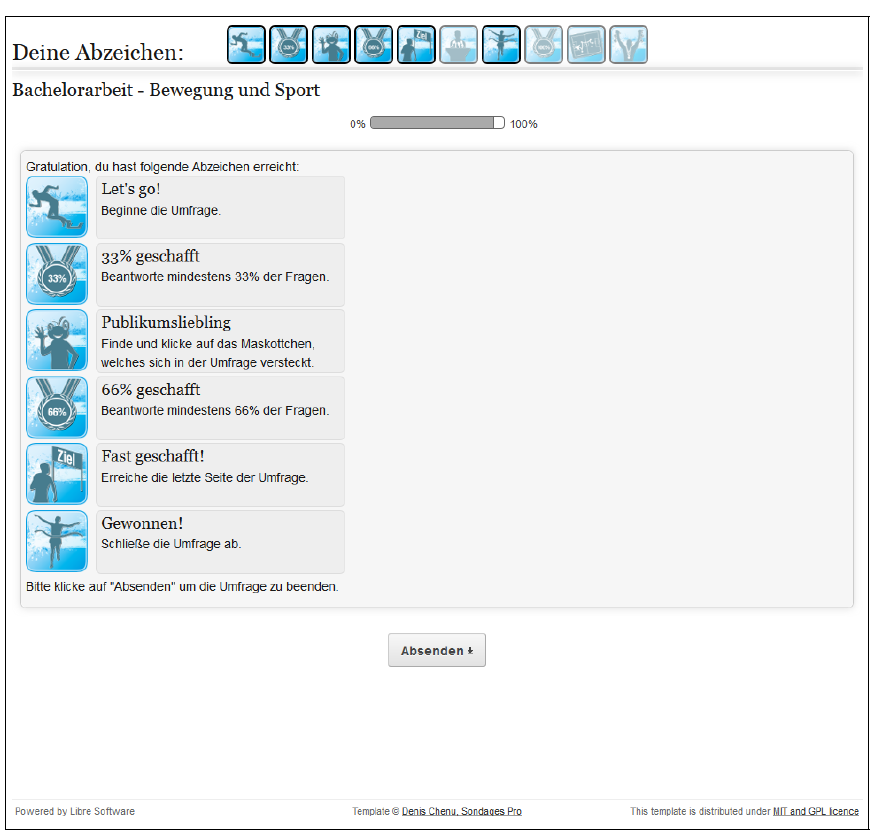 Deine Abzeichen:
33%
66%
Ziel
Bachelorarbeit - Bewegung und Sport
0% 100%
Gratulation, du hast folgende Abzeichen erreicht:
Let's go!
Beginne die Umfrage.
33%
33% geschafft
Beantworte mindestens 33% der Fragen.
Publikumsliebling
Finde und klicke auf das Maskottchen,
welches sich in der Umfrage versteckt.
66%
66% geschafft
Beantworte mindestens 66% der Fragen.
Ziel
Fast geschafft!
Erreiche die letzte Seite der Umfrage.
Gewonnen!
Schließe die Umfrage ab.
Bitte klicke auf "Absenden" um die Umfrage zu beenden.
Absenden
Powered by Libre Software Template © Denis Chenu, Sondages Pro This template is distributed under MIT and GPL licence